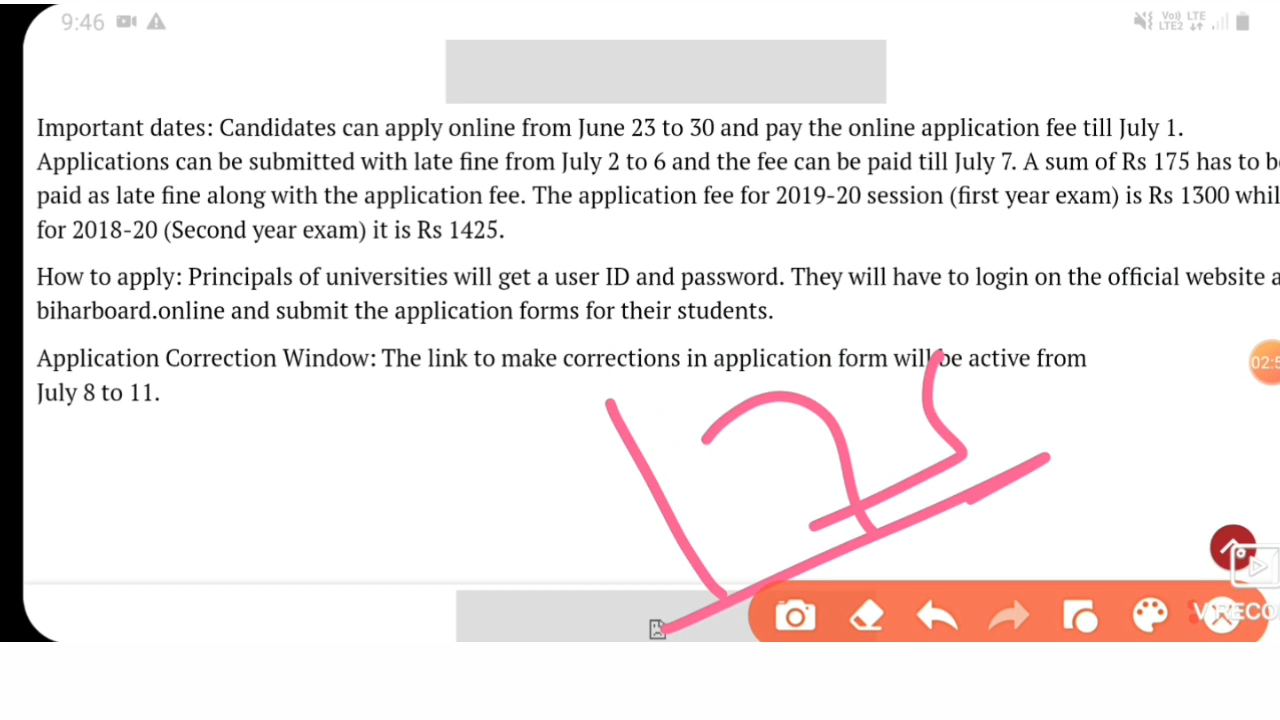 9:46
Vo)) LTE
LTE2
Important dates: Candidates can apply online from June 23 to 30 and pay the online application fee till July 1.
Applications can be submitted with late fine from July 2 to 6 and the fee can be paid till July 7. A sum of Rs 175 has to b
paid as late fine along with the application fee. The application fee for 2019-20 session (first year exam) is Rs 1300 whil
for 2018-20 (Second year exam) it is Rs 1425.
How to apply: Principals of universities will get a user ID and password. They will have to login on the official website a
biharboard.online and submit the application forms for their students.
Application Correction Window: The link to make corrections in application form will be active from
July 8 to 11.
02:5
V RECO